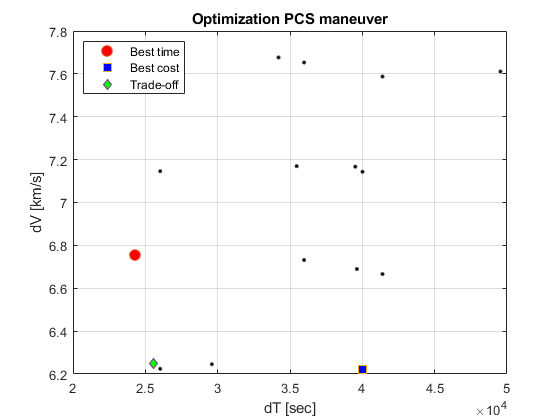 Optimization PCS maneuver
Best time
Best cost
Trade-off
7.8
7.6
7.4
7.2
7
6.8
6.6
6.4
6.2
dV [km/s]
2
2.5
3
3.5
4
4.5
5
×10⁴
dT [sec]